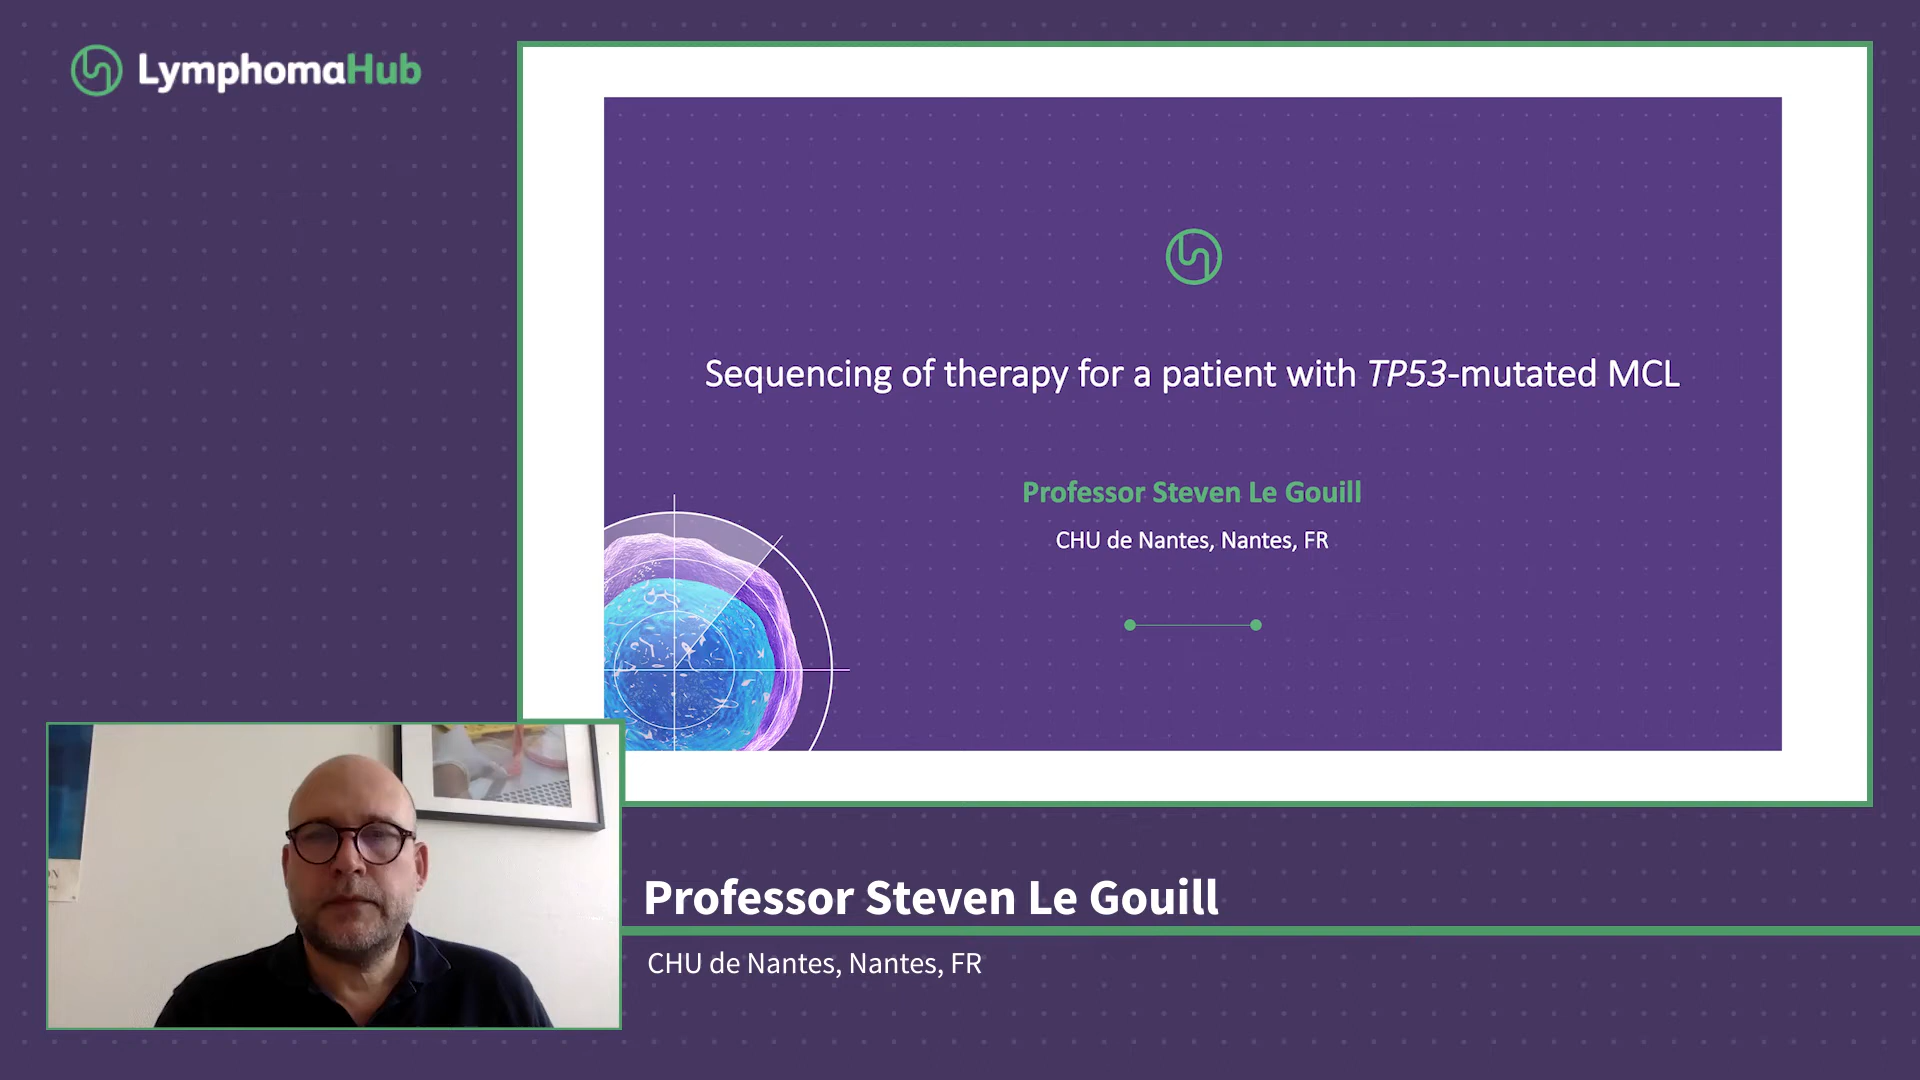 LymphomaHub
Sequencing of therapy for a patient with TP53-mutated MCL
Professor Steven Le Gouill
CHU de Nantes, Nantes, FR
Professor Steven Le Gouill
CHU de Nantes, Nantes, FR